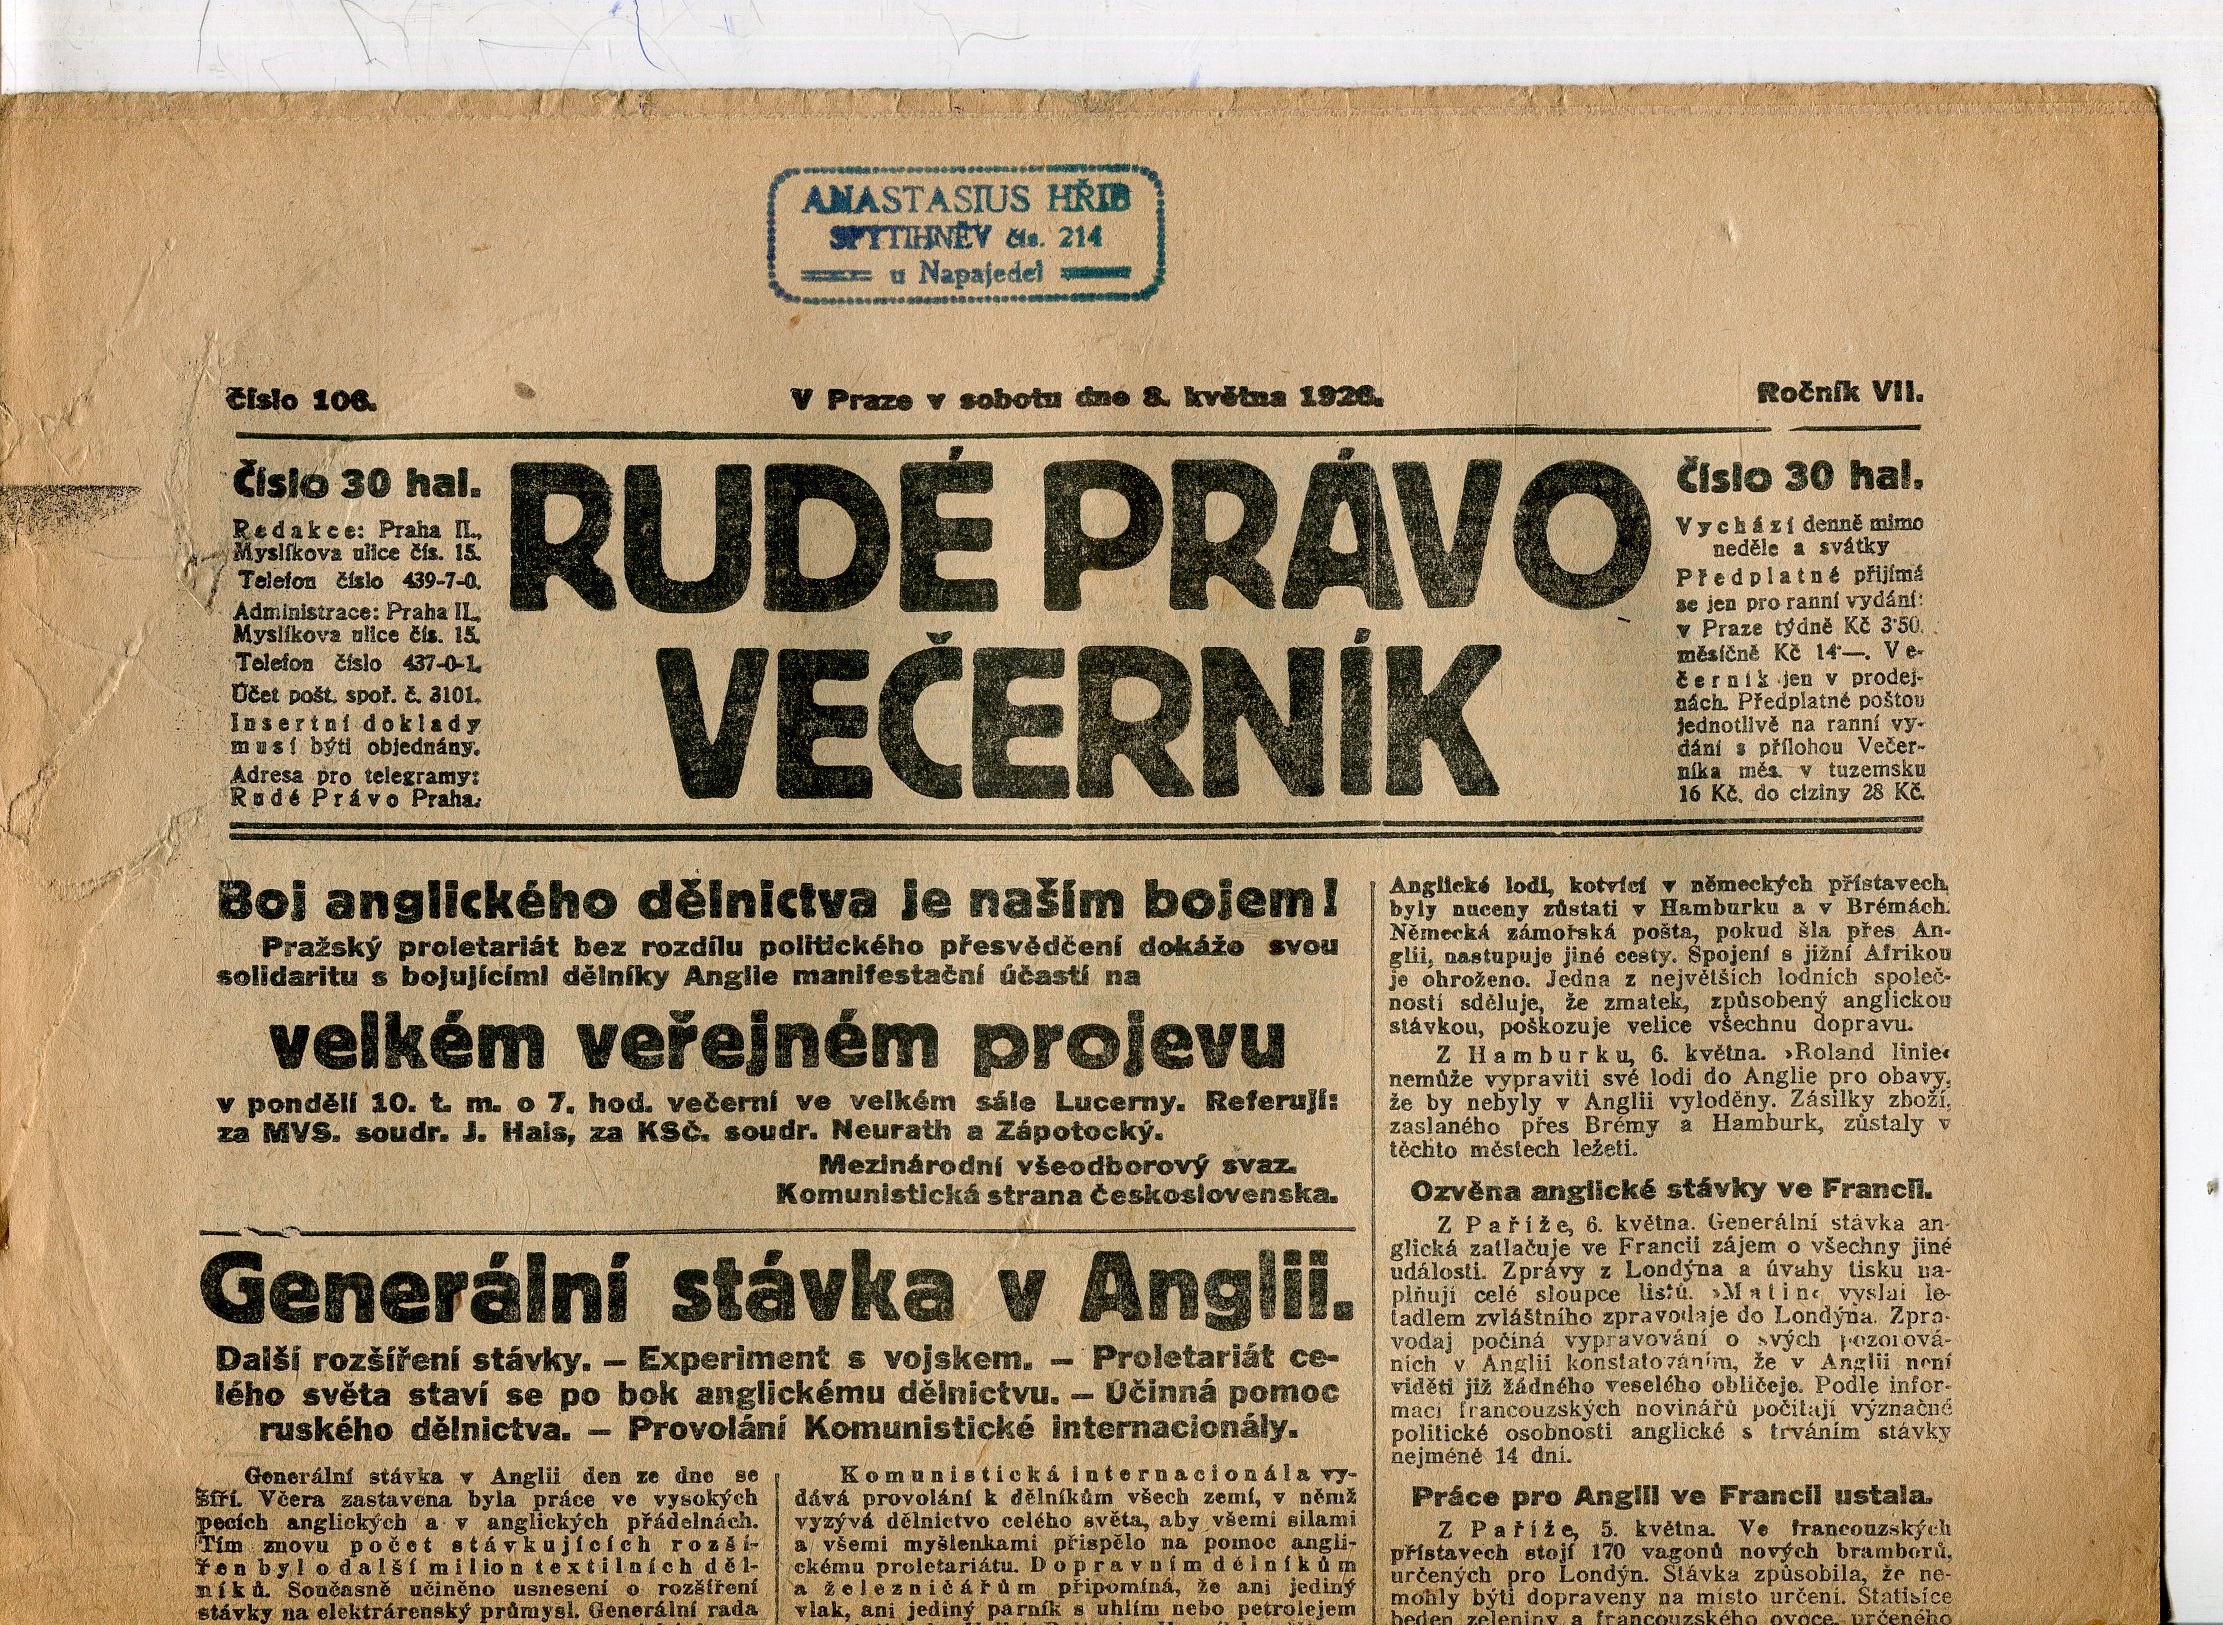 ANASTASIUS HŘIB
SPYTIHNĚV čís. 214
u Napajedel
Číslo 106.
V Praze v sobotu dne 8. května 1926.
Ročník VII.
Číslo 30 hal.
Redakce: Praha II.,
Myslíkova ulice čís. 15.
Telefon číslo 439-7-0.
Administrace: Praha II.,
Myslíkova ulice čís. 15.
Telefon číslo 437-0-1.
Účet pošt. spoř. č. 3101.
Insertní doklady
musí býti objednány.
Adresa pro telegramy:
Rudé Právo Praha.
RUDÉ PRÁVO
VEČERNÍK
Číslo 30 hal.
Vychází denně mimo
neděle a svátky
Předplatné přijímá
se jen pro ranní vydání:
v Praze týdně Kč 3·50,
měsíčně Kč 14·—. Ve-
černík jen v prodej-
nách. Předplatné poštou
jednotlivě na ranní vy-
dání s přílohou Večer-
níka měs. v tuzemsku
16 Kč, do ciziny 28 Kč.
Boj anglického dělnictva je naším bojem!
Pražský proletariát bez rozdílu politického přesvědčení dokáže svou
solidaritu s bojujícími dělníky Anglie manifestační účastí na
velkém veřejném projevu
v pondělí 10. t. m. o 7. hod. večerní ve velkém sále Lucerny. Referují:
za MVS. soudr. J. Hais, za KSČ. soudr. Neurath a Zápotocký.
Mezinárodní všeodborový svaz.
Komunistická strana Československa.
Generální stávka v Anglii.
Další rozšíření stávky. — Experiment s vojskem. — Proletariát ce-
lého světa staví se po bok anglickému dělnictvu. — Účinná pomoc
ruského dělnictva. — Provolání Komunistické internacionály.
Generální stávka v Anglii den ze dne se
šíří. Včera zastavena byla práce ve vysokých
pecích anglických a v anglických přádelnách.
Tím znovu počet stávkujících rozší-
řen byl o další milion textilních děl-
níků. Současně učiněno usnesení o rozšíření
stávky na elektrárenský průmysl. Generální rada
Komunistická internacionála vy-
dává provolání k dělníkům všech zemí, v němž
vyzývá dělnictvo celého světa, aby všemi silami
a všemi myšlenkami přispělo na pomoc angli-
ckému proletariátu. Dopravním dělníkům
a železničářům připomíná, že ani jediný
vlak, ani jediný parník s uhlím nebo petrolejem
Anglické lodi, kotvící v německých přístavech,
byly nuceny zůstati v Hamburku a v Brémách.
Německá zámořská pošta, pokud šla přes An-
glii, nastupuje jiné cesty. Spojení s jižní Afrikou
je ohroženo. Jedna z největších lodních společ-
ností sděluje, že zmatek, způsobený anglickou
stávkou, poškozuje velice všechnu dopravu.
Z Hamburku, 6. května. ›Roland linie‹
nemůže vypraviti své lodi do Anglie pro obavy,
že by nebyly v Anglii vyloděny. Zásilky zboží,
zaslaného přes Brémy a Hamburk, zůstaly v
těchto městech ležeti.
Ozvěna anglické stávky ve Francii.
Z Paříže, 6. května. Generální stávka an-
glická zatlačuje ve Francii zájem o všechny jiné
události. Zprávy z Londýna a úvahy tisku na-
plňují celé sloupce listů. ›Matin‹ vyslal le-
tadlem zvláštního zpravodaje do Londýna. Zpra-
vodaj počíná vypravování o svých pozorová-
ních v Anglii konstatováním, že v Anglii není
viděti již žádného veselého obličeje. Podle infor-
mací francouzských novinářů počítají význačné
politické osobnosti anglické s trváním stávky
nejméně 14 dní.
Práce pro Anglii ve Francii ustala.
Z Paříže, 5. května. Ve francouzských
přístavech stojí 170 vagonů nových bramborů,
určených pro Londýn. Stávka způsobila, že ne-
mohly býti dopraveny na místo určení. Statisíce
beden zeleniny a francouzského ovoce, určeného